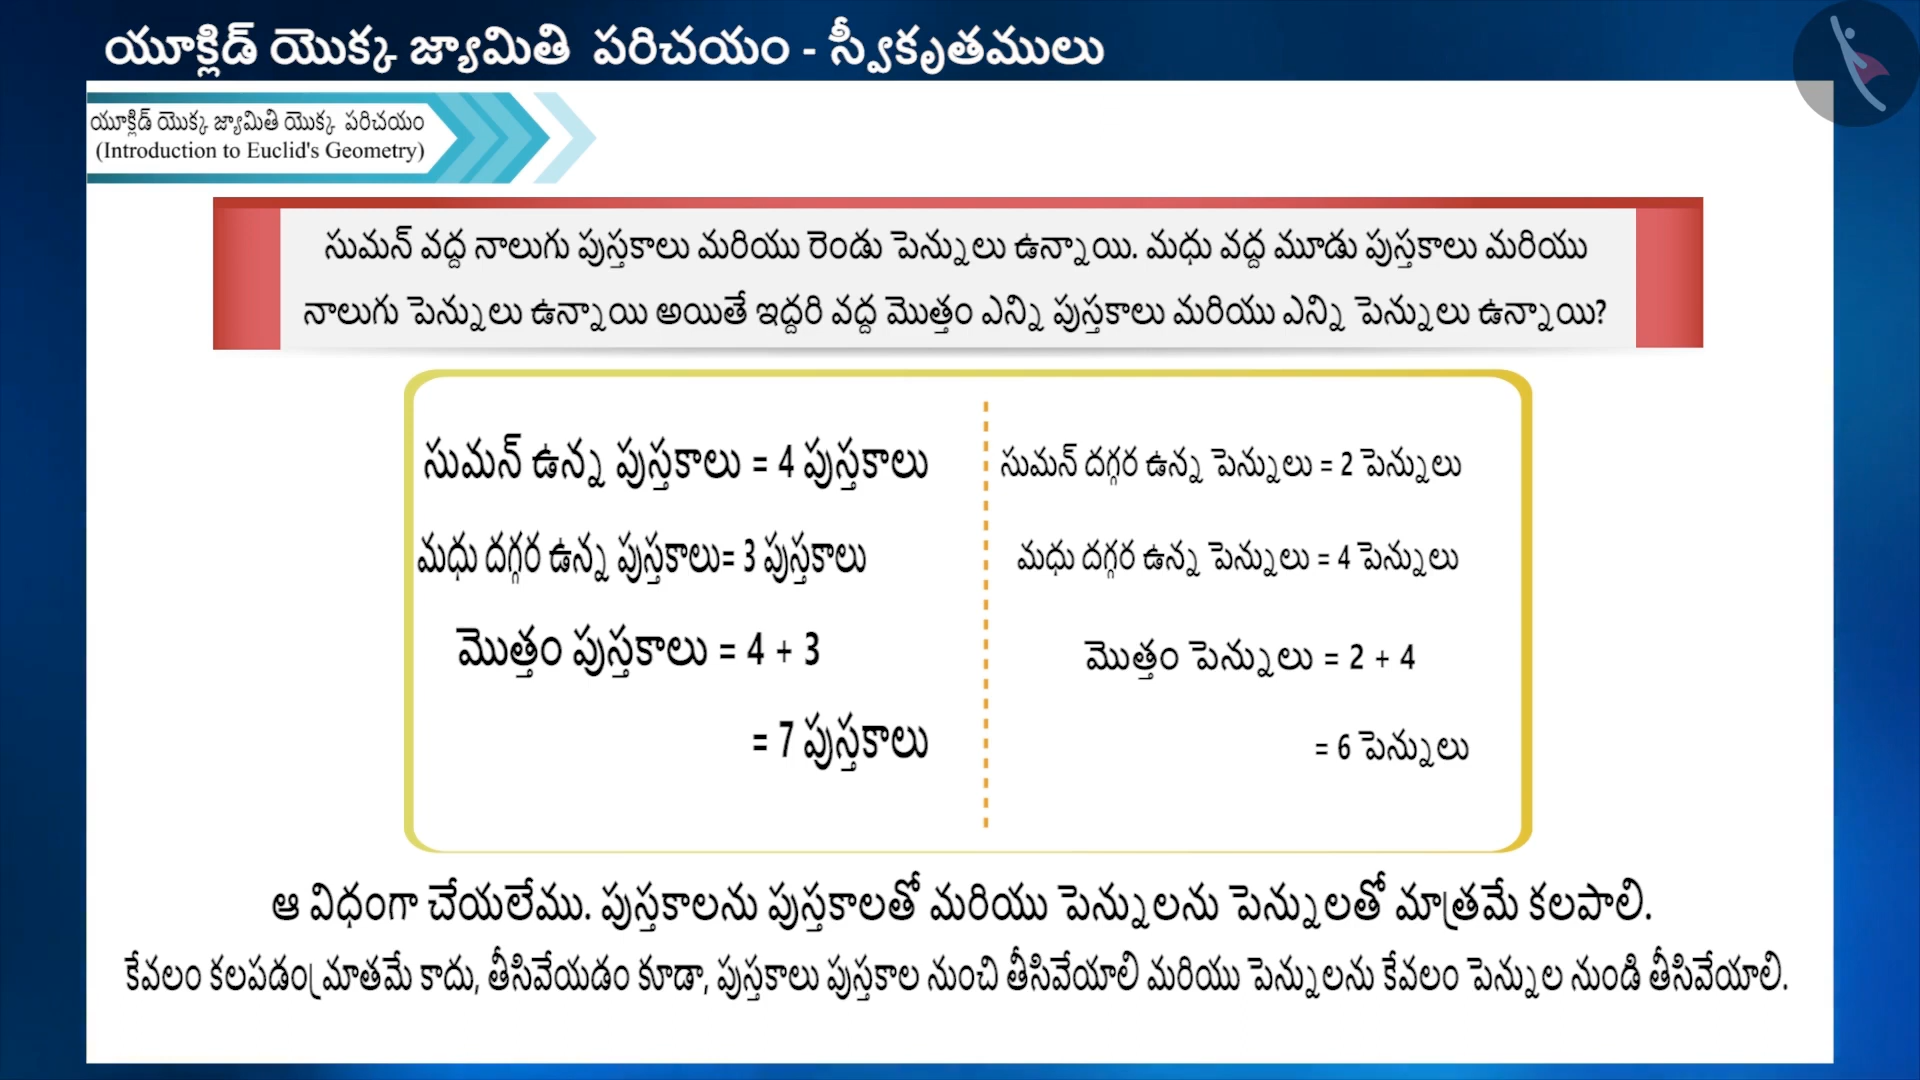 యూక్లిడ్ యొక్క జ్యామితి పరిచయం - స్వీకృతములు
యూక్లిడ్ యొక్క జ్యామితి యొక్క పరిచయం
(Introduction to Euclid's Geometry)
సుమన్ వద్ద నాలుగు పుస్తకాలు మరియు రెండు పెన్నులు ఉన్నాయి. మధు వద్ద మూడు పుస్తకాలు మరియు
నాలుగు పెన్నులు ఉన్నాయి అయితే ఇద్దరి వద్ద మొత్తం ఎన్ని పుస్తకాలు మరియు ఎన్ని పెన్నులు ఉన్నాయి?
సుమన్ ఉన్న పుస్తకాలు = 4 పుస్తకాలు
మధు దగ్గర ఉన్న పుస్తకాలు= 3 పుస్తకాలు
మొత్తం పుస్తకాలు = 4 + 3
= 7 పుస్తకాలు
సుమన్ దగ్గర ఉన్న పెన్నులు = 2 పెన్నులు
మధు దగ్గర ఉన్న పెన్నులు = 4 పెన్నులు
మొత్తం పెన్నులు = 2 + 4
= 6 పెన్నులు
ఆ విధంగా చేయలేము. పుస్తకాలను పుస్తకాలతో మరియు పెన్నులను పెన్నులతో మాత్రమే కలపాలి.
కేవలం కలపడం మాత్రమే కాదు, తీసివేయడం కూడా, పుస్తకాలు పుస్తకాల నుంచి తీసివేయాలి మరియు పెన్నులను కేవలం పెన్నుల నుండి తీసివేయాలి.